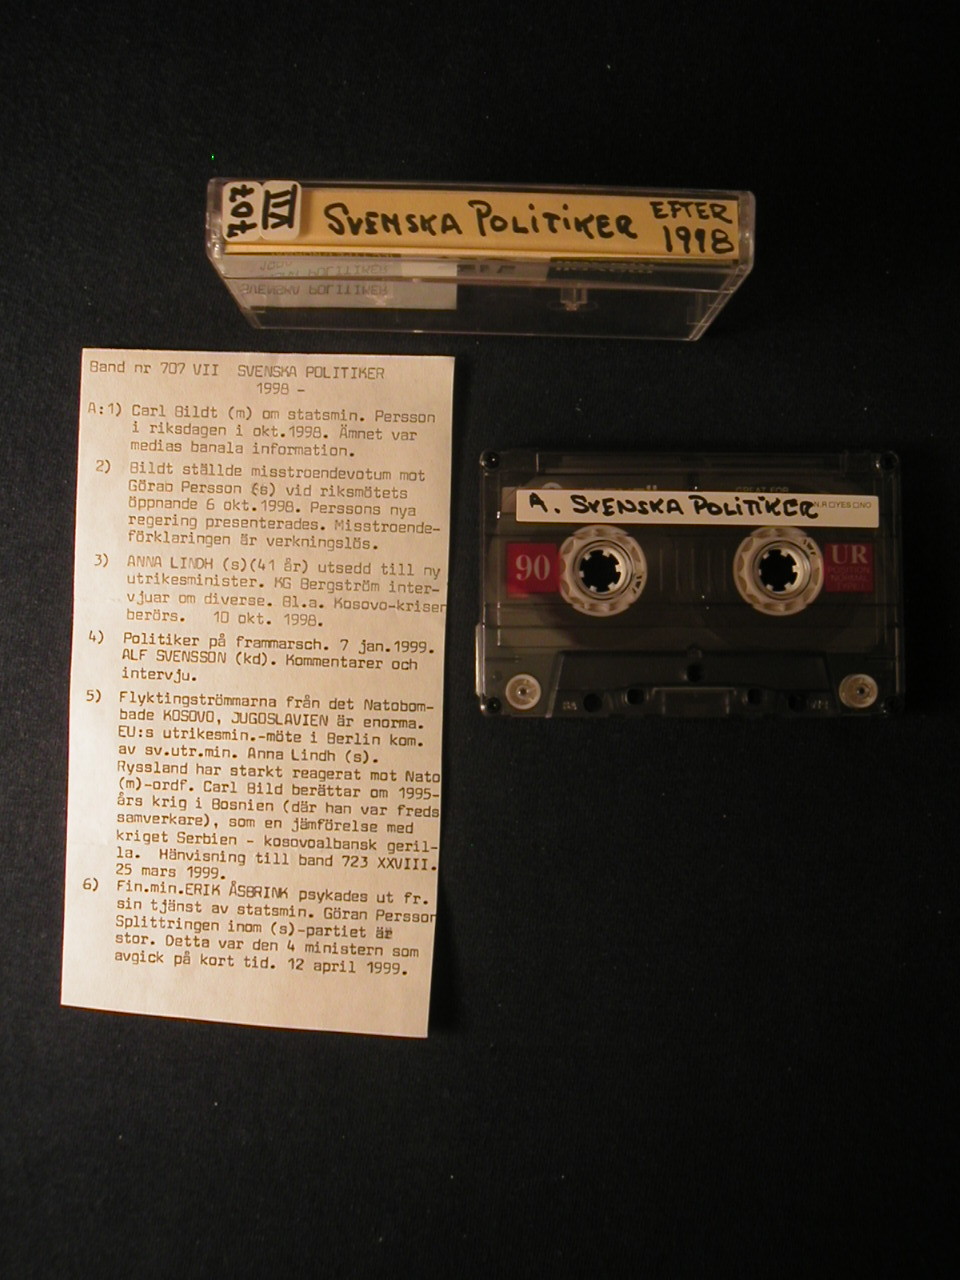 707
VII
SVENSKA POLITIKER
EFTER
1998
SVENSKA POLITIKER
Band nr 707 VII SVENSKA POLITIKER
1998 -
A:1) Carl Bildt (m) om statsmin. Persson
i riksdagen i okt.1998. Ämnet var
medias banala information.
2) Bildt ställde misstroendevotum mot
Göran Persson (s) vid riksmötets
öppnande 6 okt.1998. Perssons nya
regering presenterades. Misstroende-
förklaringen är verkningslös.
3) ANNA LINDH (s)(41 år) utsedd till ny
utrikesminister. KG Bergström inter-
vjuar om diverse. Bl.a. Kosovo-kriser
berörs. 10 okt. 1998.
4) Politiker på frammarsch. 7 jan.1999.
ALF SVENSSON (kd). Kommentarer och
intervju.
5) Flyktingströmmarna från det Natobom-
bade KOSOVO, JUGOSLAVIEN är enorma.
EU:s utrikesmin.-möte i Berlin kom.
av sv.utr.min. Anna Lindh (s).
Ryssland har starkt reagerat mot Nato
(m)-ordf. Carl Bild berättar om 1995-
års krig i Bosnien (där han var freds
samverkare), som en jämförelse med
kriget Serbien - kosovoalbansk geril-
la. Hänvisning till band 723 XXVIII.
25 mars 1999.
6) Fin.min.ERIK ÅSBRINK psykades ut fr.
sin tjänst av statsmin. Göran Persson
Splittringen inom (s)-partiet är
stor. Detta var den 4 ministern som
avgick på kort tid. 12 april 1999.
A. SVENSKA POLITIKER
N.R □YES □NO
90
UR
POSITION
NORMAL